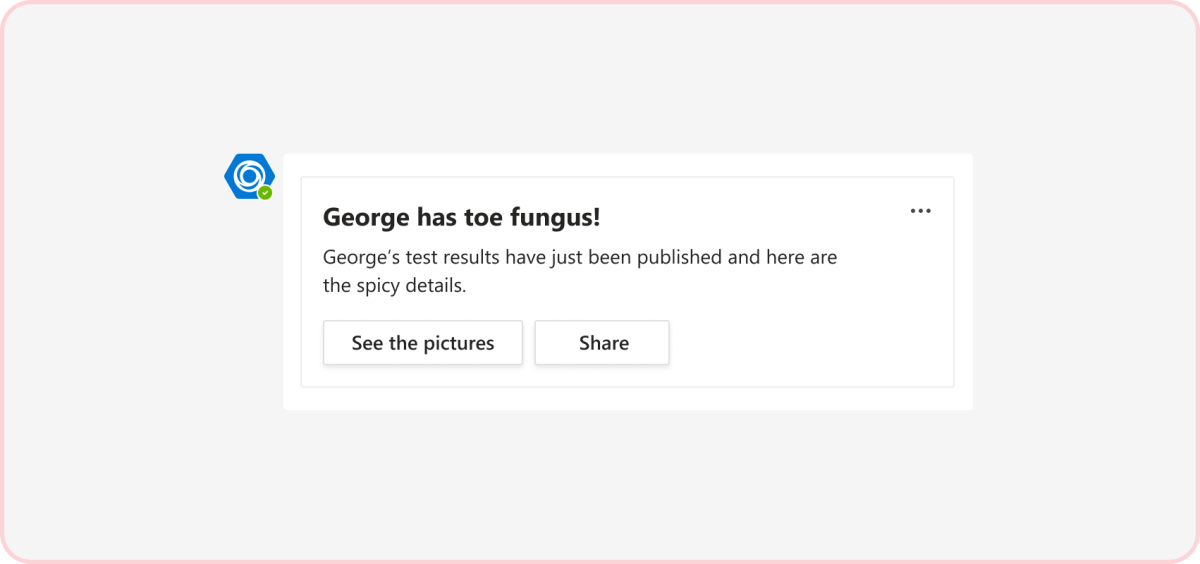 George has toe fungus!
George’s test results have just been published and here are
the spicy details.
See the pictures
Share